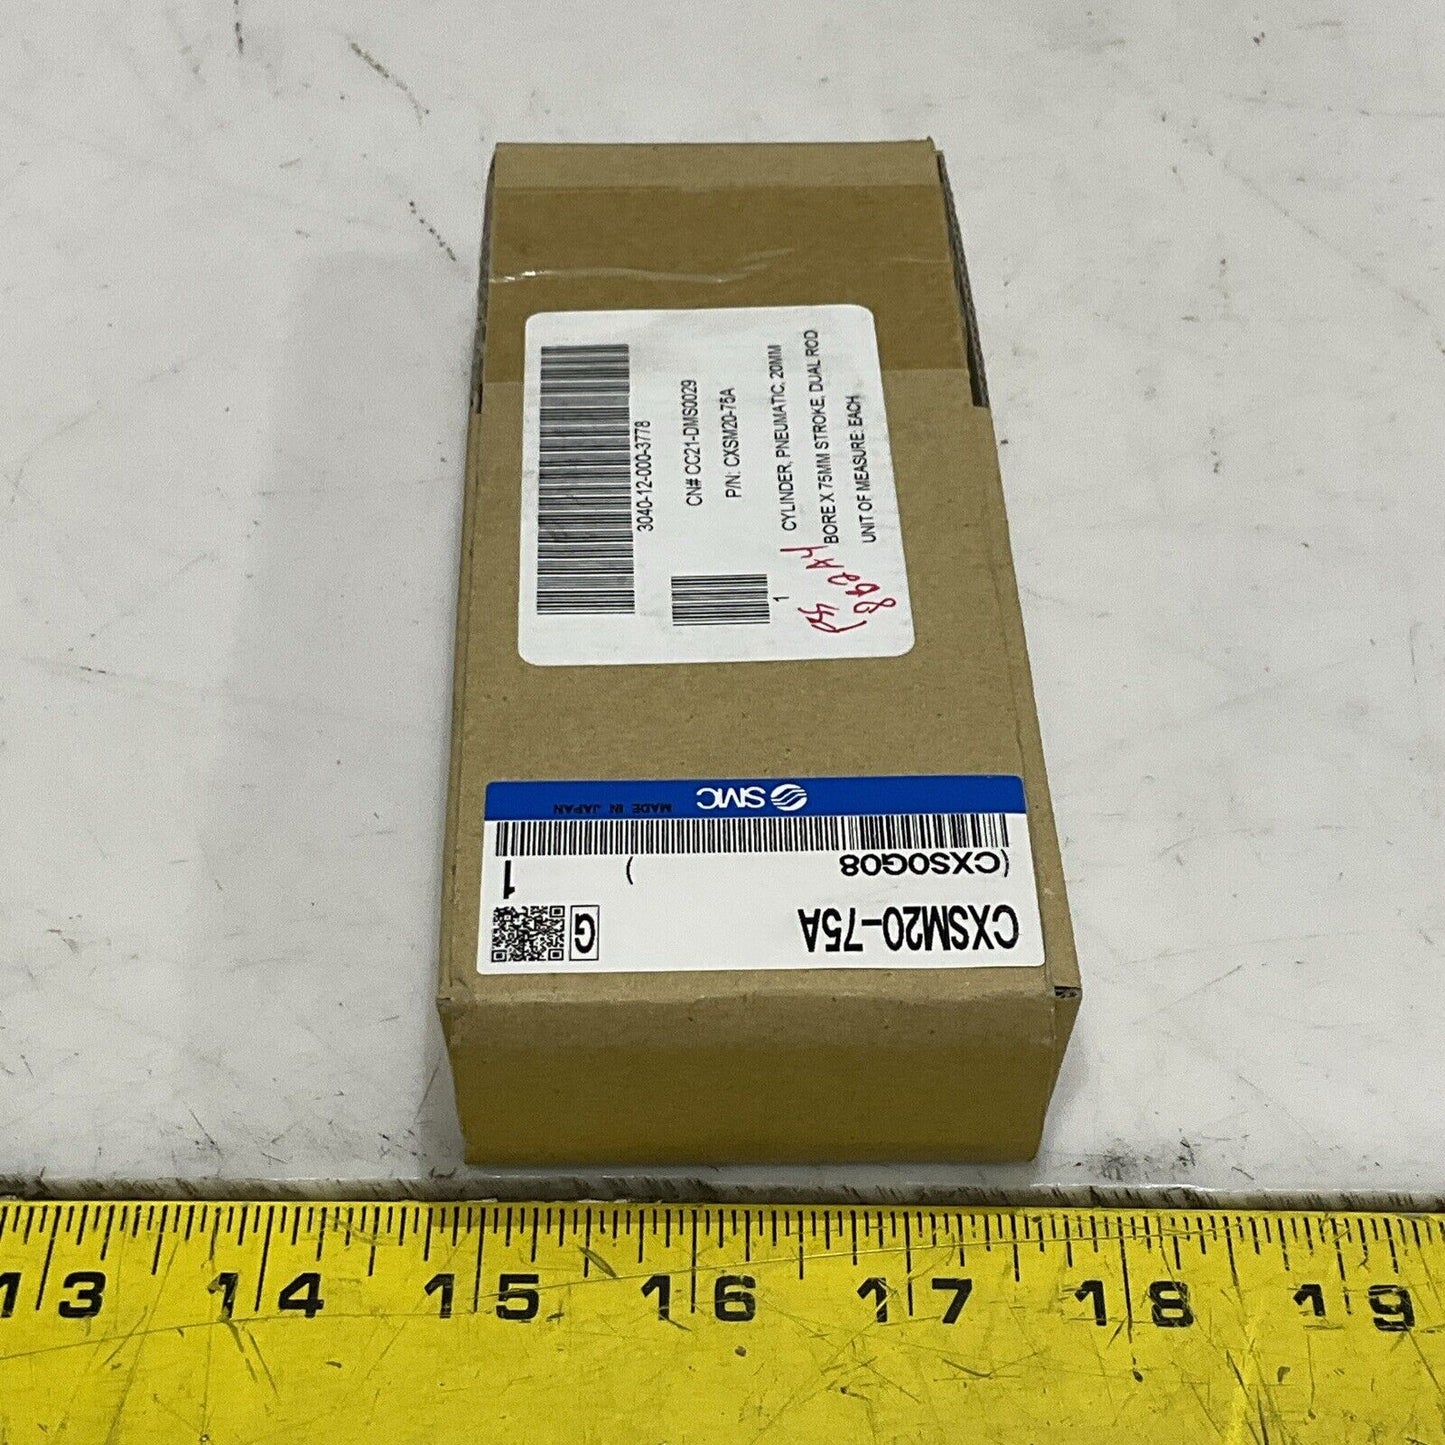 3040-12-000-3778
CN# CC21-DMS0029
P/N: CXSM20-75A
1
CYLINDER, PNEUMATIC, 20MM
BORE X 75MM STROKE, DUAL ROD
UNIT OF MEASURE: EACH
SMC MADE IN JAPAN
(CXS0G08 ) 1
CXSM20-75A G
13 14 15 16 17 18 19